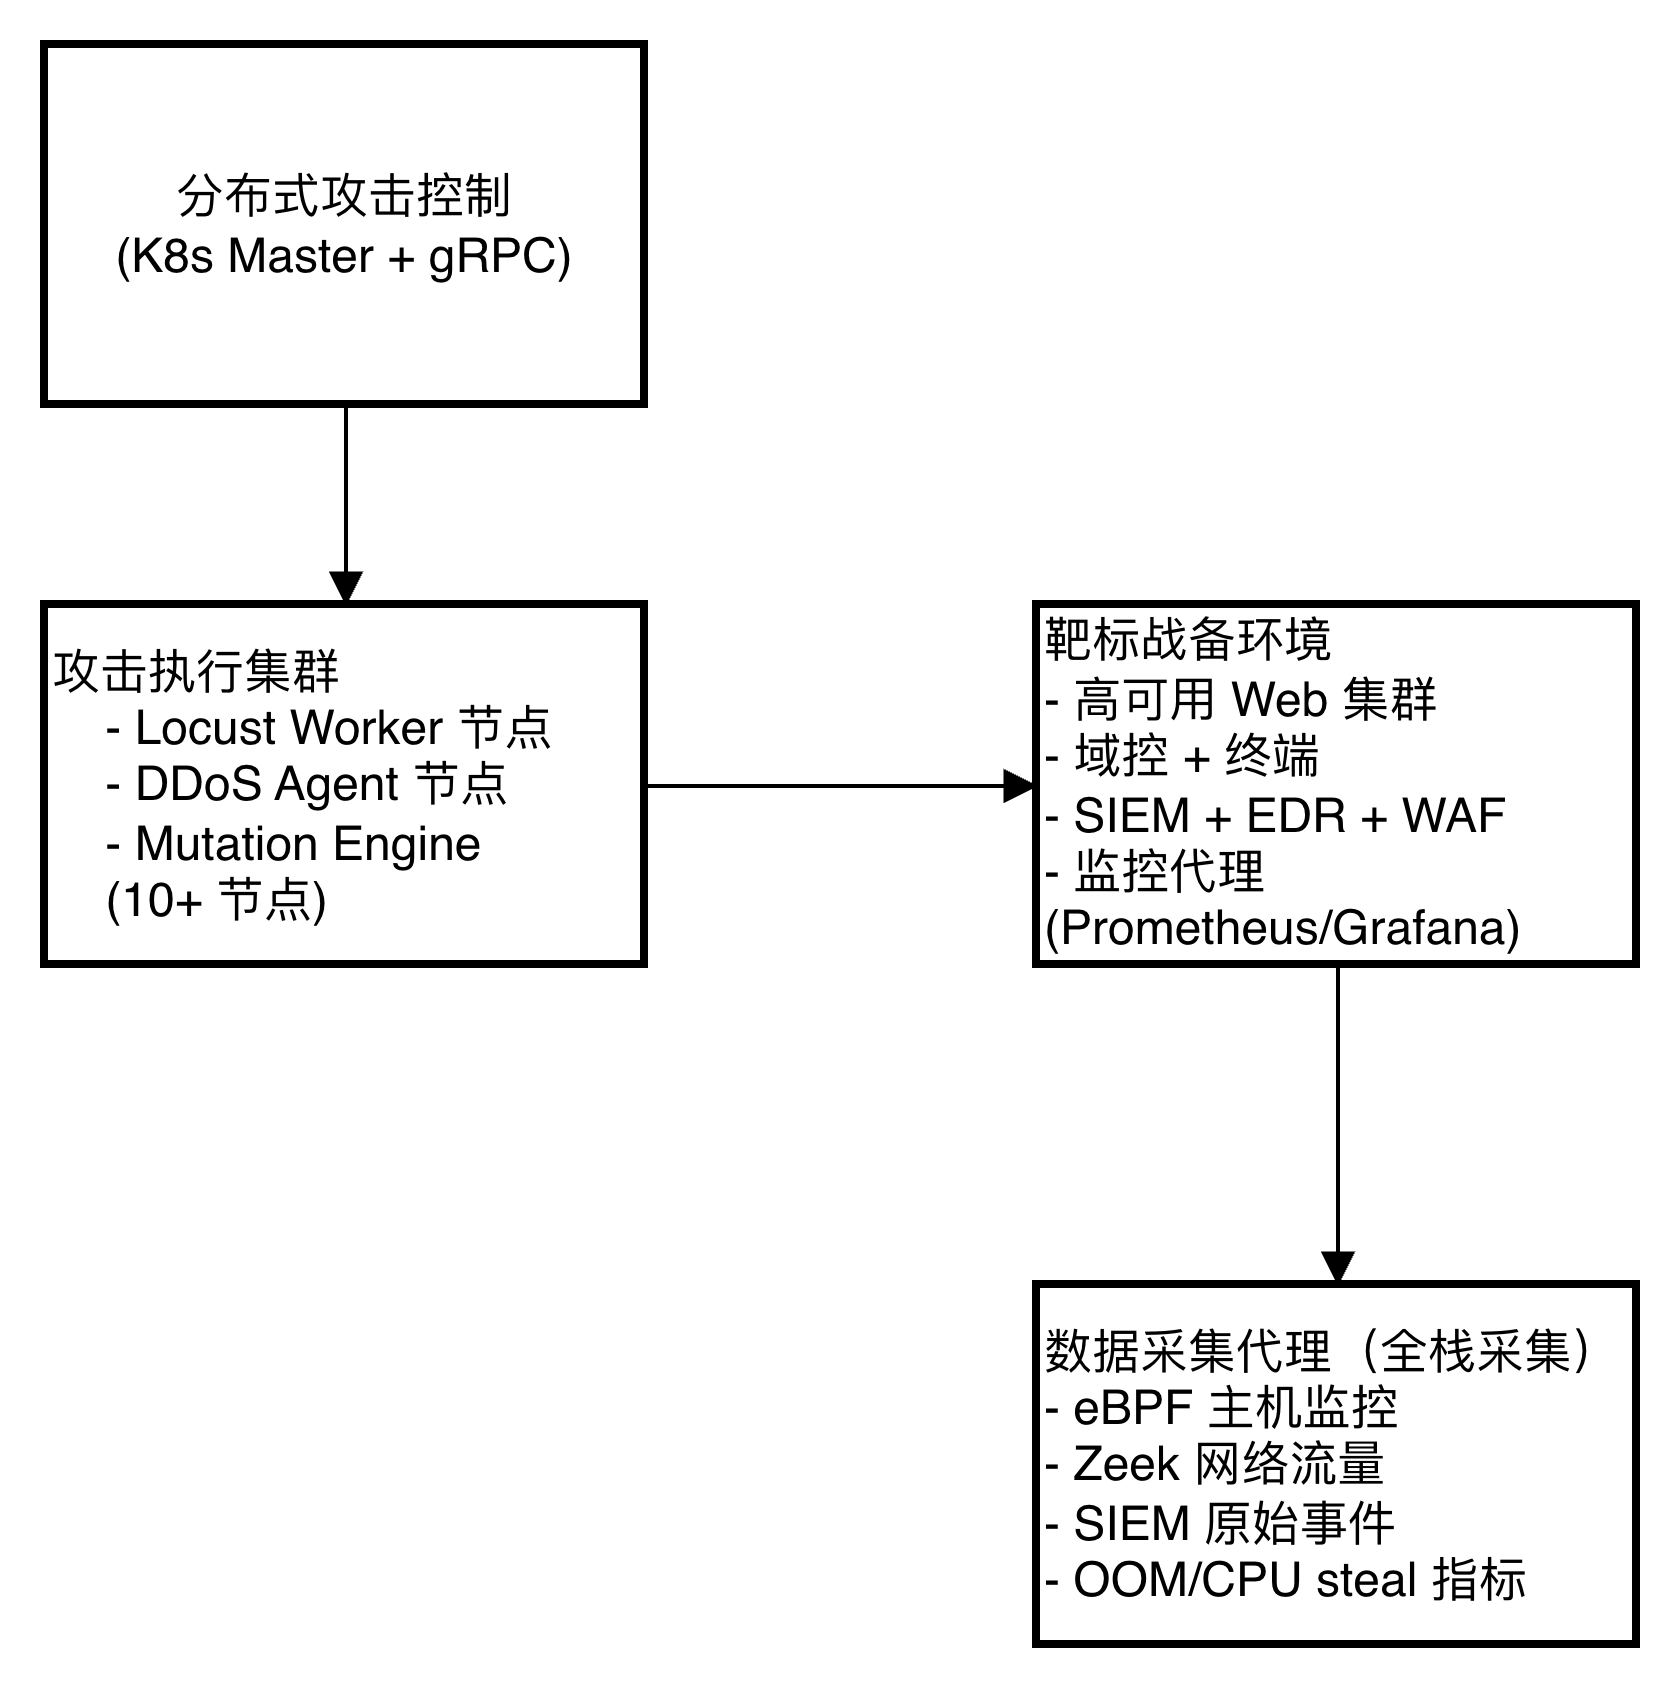 分布式攻击控制
(K8s Master + gRPC)
攻击执行集群
- Locust Worker 节点
- DDoS Agent 节点
- Mutation Engine
(10+ 节点)
靶标战备环境
- 高可用 Web 集群
- 域控 + 终端
- SIEM + EDR + WAF
- 监控代理
(Prometheus/Grafana)
数据采集代理（全栈采集）
- eBPF 主机监控
- Zeek 网络流量
- SIEM 原始事件
- OOM/CPU steal 指标